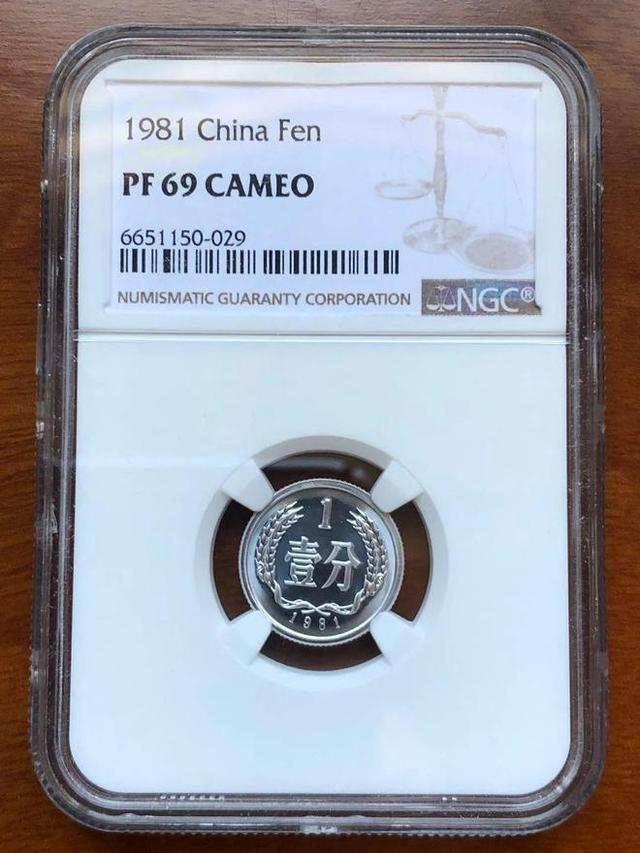 1981 China Fen
PF 69 CAMEO
6651150-029
NUMISMATIC GUARANTY CORPORATION
NGC®
1
壹分
1981